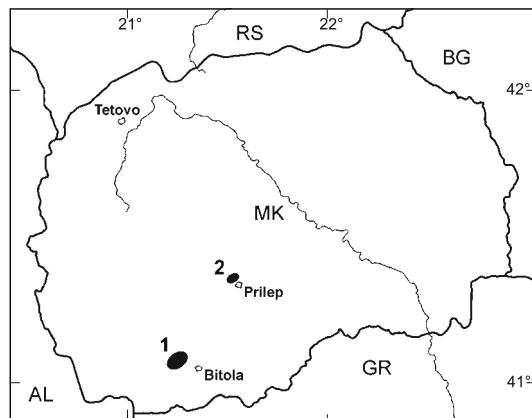 21°
22°
RS
BG
42°
Tetovo
MK
2
Prilep
1
Bitola
GR
AL
41°